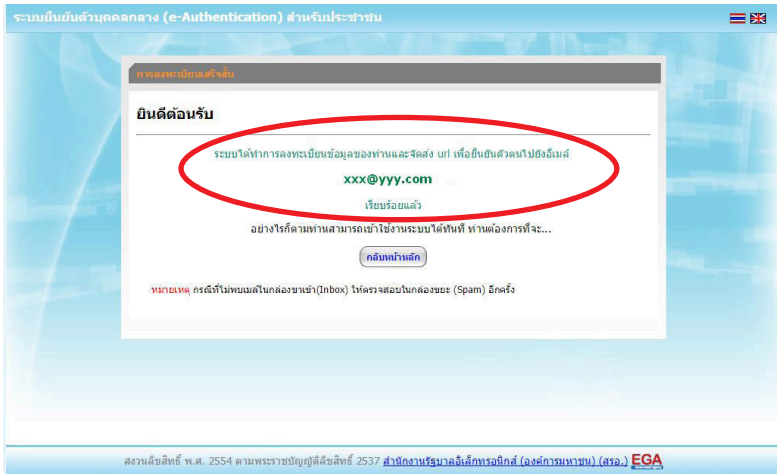 ระบบยืนยันตัวบุคคลกลาง (e-Authentication) สำหรับประชาชน
การลงทะเบียนเสร็จสิ้น
ยินดีต้อนรับ
ระบบได้ทำการลงทะเบียนข้อมูลของท่านและจัดส่ง url เพื่อยืนยันตัวตนไปยังอีเมล์
xxx@yyy.com
เรียบร้อยแล้ว
อย่างไรก็ตามท่านสามารถเข้าใช้งานระบบได้ทันที ท่านต้องการที่จะ...
กลับหน้าหลัก
หมายเหตุ กรณีที่ไม่พบเมล์ในกล่องขาเข้า(Inbox) ให้ตรวจสอบในกล่องขยะ (Spam) อีกครั้ง
สงวนลิขสิทธิ์ พ.ศ. 2554 ตามพระราชบัญญัติลิขสิทธิ์ 2537 สำนักงานรัฐบาลอิเล็กทรอนิกส์ (องค์การมหาชน) (สรอ.) EGA